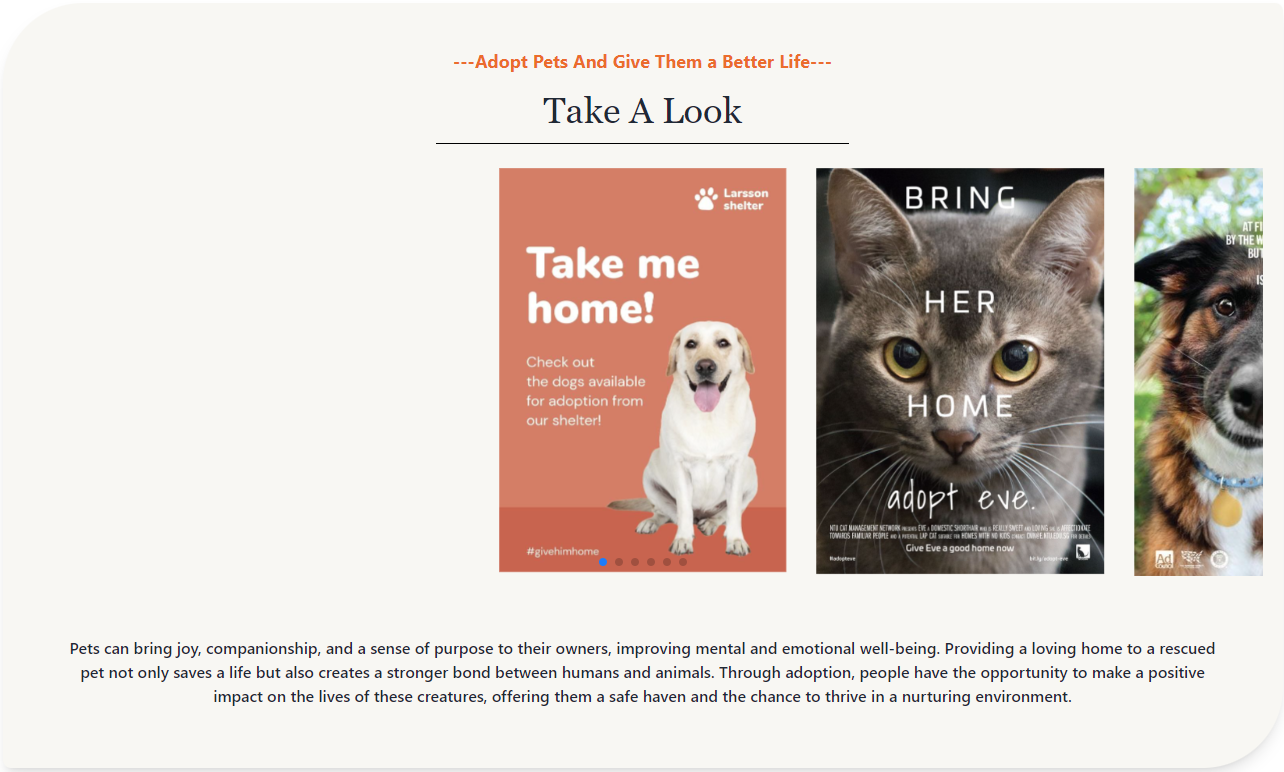 ---Adopt Pets And Give Them a Better Life---
Take A Look
Larsson
shelter
Take me
home!
Check out
the dogs available
for adoption from
our shelter!
#givehimhome
BRING
HER
HOME
adopt eve.
NTU CAT MANAGEMENT NETWORK PRESENTS EVE A DOMESTIC SHORTHAIR WHO IS REALLY SWEET AND LOVING
TOWARDS FAMILIAR PEOPLE AND A POTENTIAL LAP CAT SUITABLE FOR HOMES WITH NO KIDS
Give Eve a good home now
#adopteve
AT FI
BY THE W
BUT
IS
Ad
Pets can bring joy, companionship, and a sense of purpose to their owners, improving mental and emotional well-being. Providing a loving home to a rescued
pet not only saves a life but also creates a stronger bond between humans and animals. Through adoption, people have the opportunity to make a positive
impact on the lives of these creatures, offering them a safe haven and the chance to thrive in a nurturing environment.